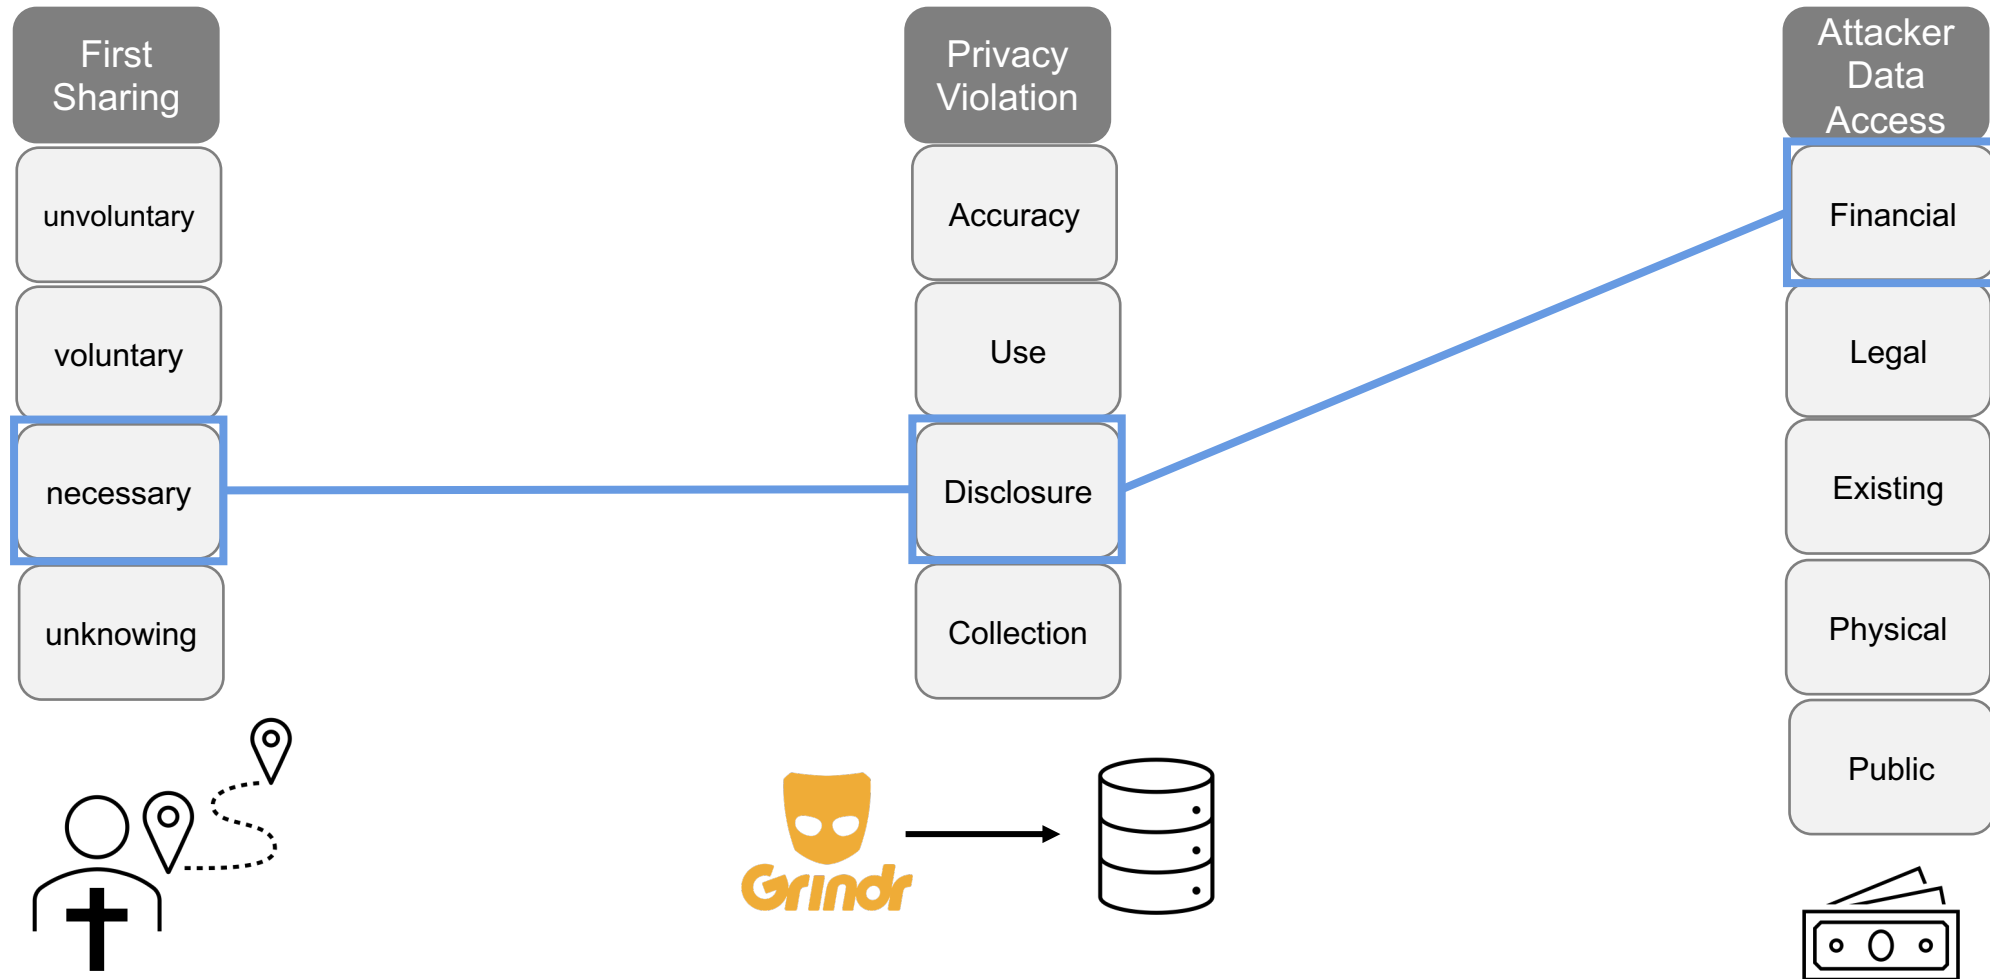 First
Sharing
unvoluntary
voluntary
necessary
unknowing
Privacy
Violation
Accuracy
Use
Disclosure
Collection
Grindr
Attacker
Data
Access
Financial
Legal
Existing
Physical
Public